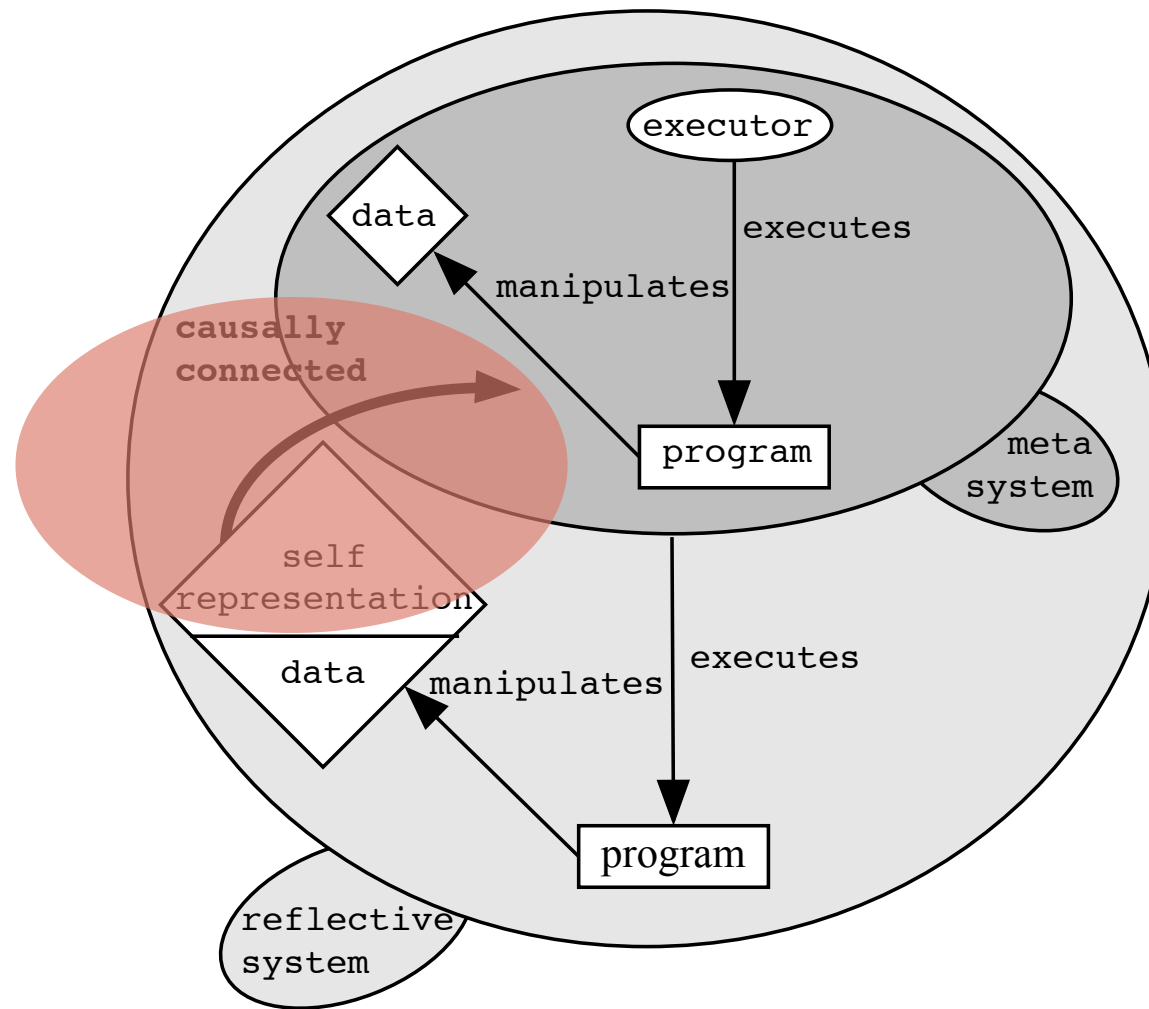 executor
data
executes
manipulates
causally
connected
program
meta
system
self
representation
executes
data
manipulates
program
reflective
system